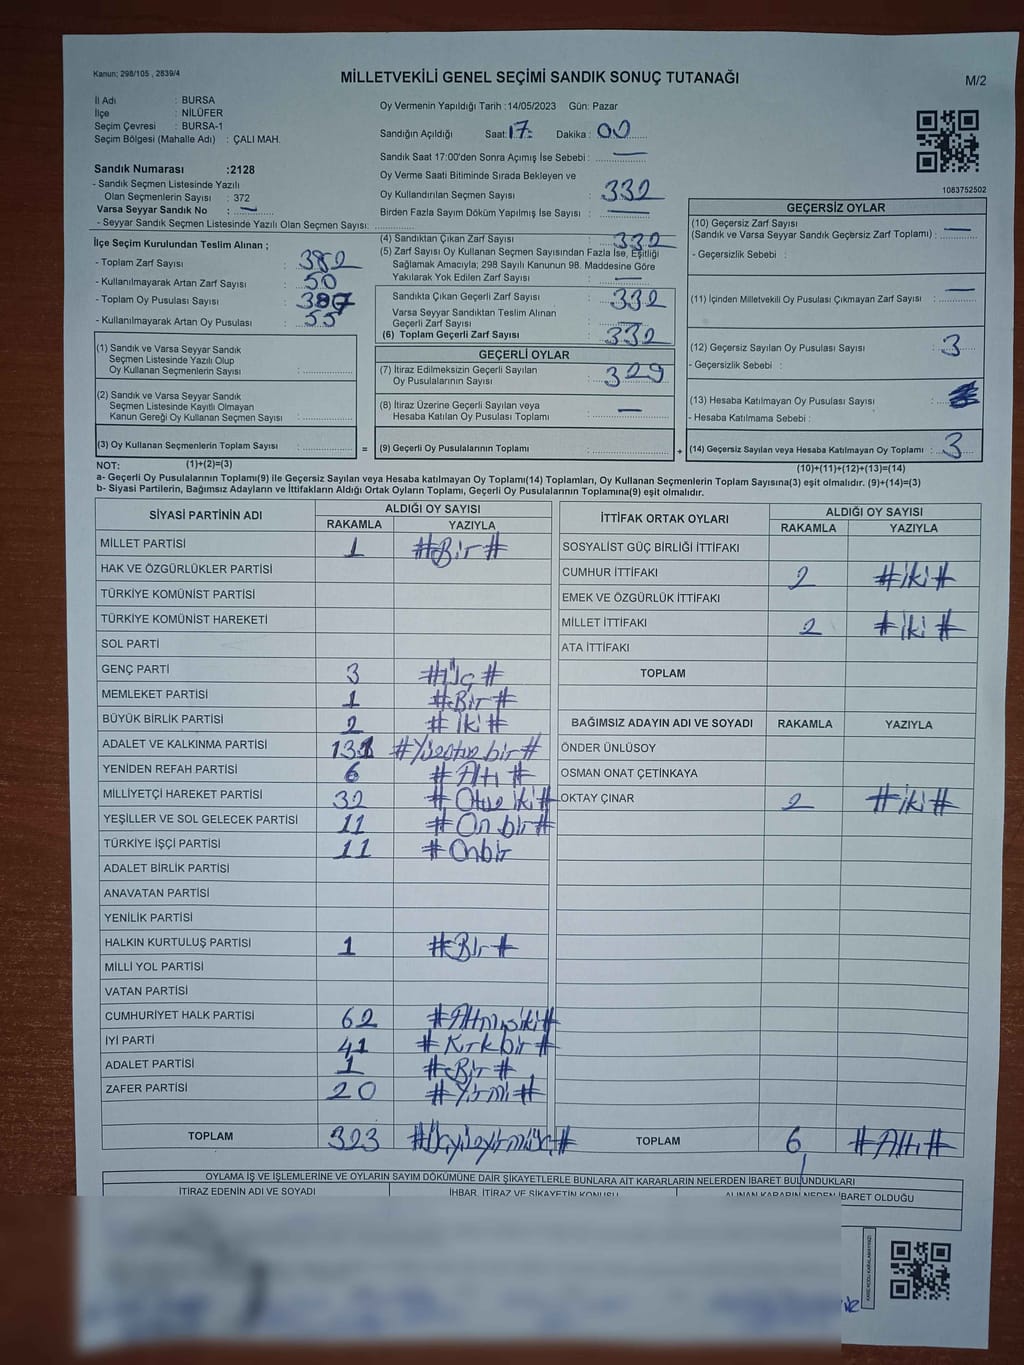 Kanun; 298/105 , 2839/4
MİLLETVEKİLİ GENEL SEÇİMİ SANDIK SONUÇ TUTANAĞI
M/2
İl Adı : BURSA
İlçe : NİLÜFER
Seçim Çevresi : BURSA-1
Seçim Bölgesi (Mahalle Adı) : ÇALI MAH.
Sandık Numarası :2128
- Sandık Seçmen Listesinde Yazılı
Olan Seçmenlerin Sayısı : 372
Varsa Seyyar Sandık No : —
- Seyyar Sandık Seçmen Listesinde Yazılı Olan Seçmen Sayısı:
Oy Vermenin Yapıldığı Tarih :14/05/2023 Gün: Pazar
Sandığın Açıldığı Saat: 17: Dakika : 00
Sandık Saat 17:00'den Sonra Açımış İse Sebebi : —
Oy Verme Saati Bitiminde Sırada Bekleyen ve
Oy Kullandırılan Seçmen Sayısı : 332
Birden Fazla Sayım Döküm Yapılmış İse Sayısı : —
1083752502
İlçe Seçim Kurulundan Teslim Alınan ;
- Toplam Zarf Sayısı : 382
- Kullanılmayarak Artan Zarf Sayısı : 50
- Toplam Oy Pusulası Sayısı : 387
- Kullanılmayarak Artan Oy Pusulası : 55
(4) Sandıktan Çıkan Zarf Sayısı : 332
(5) Zarf Sayısı Oy Kullanan Seçmen Sayısından Fazla İse, Eşitliği
Sağlamak Amacıyla; 298 Sayılı Kanunun 98. Maddesine Göre
Yakılarak Yok Edilen Zarf Sayısı : —
Sandıkta Çıkan Geçerli Zarf Sayısı : 332
Varsa Seyyar Sandıktan Teslim Alınan
Geçerli Zarf Sayısı :
(6) Toplam Geçerli Zarf Sayısı : 332
GEÇERSİZ OYLAR
(10) Geçersiz Zarf Sayısı
(Sandık ve Varsa Seyyar Sandık Geçersiz Zarf Toplamı) : —
- Geçersizlik Sebebi :
(11) İçinden Milletvekili Oy Pusulası Çıkmayan Zarf Sayısı : —
(12) Geçersiz Sayılan Oy Pusulası Sayısı : 3
- Geçersizlik Sebebi :
(13) Hesaba Katılmayan Oy Pusulası Sayısı :
- Hesaba Katılmama Sebebi :
(1) Sandık ve Varsa Seyyar Sandık
Seçmen Listesinde Yazılı Olup
Oy Kullanan Seçmenlerin Sayısı :
(2) Sandık ve Varsa Seyyar Sandık
Seçmen Listesinde Kayıtlı Olmayan
Kanun Gereği Oy Kullanan Seçmen Sayısı :
GEÇERLİ OYLAR
(7) İtiraz Edilmeksizin Geçerli Sayılan
Oy Pusulalarının Sayısı : 329
(8) İtiraz Üzerine Geçerli Sayılan veya
Hesaba Katılan Oy Pusulası Toplamı : —
(3) Oy Kullanan Seçmenlerin Toplam Sayısı : =
(9) Geçerli Oy Pusulalarının Toplamı : +
(14) Geçersiz Sayılan veya Hesaba Katılmayan Oy Toplamı : 3
NOT: (1)+(2)=(3) (10)+(11)+(12)+(13)=(14)
a- Geçerli Oy Pusulalarının Toplamı(9) ile Geçersiz Sayılan veya Hesaba katılmayan Oy Toplamı(14) Toplamları, Oy Kullanan Seçmenlerin Toplam Sayısına(3) eşit olmalıdır. (9)+(14)=(3)
b- Siyasi Partilerin, Bağımsız Adayların ve İttifakların Aldığı Ortak Oyların Toplamı, Geçerli Oy Pusulalarının Toplamına(9) eşit olmalıdır.
SİYASİ PARTİNİN ADI ALDIĞI OY SAYISI
RAKAMLA YAZIYLA
MİLLET PARTİSİ 1 #Bir#
HAK VE ÖZGÜRLÜKLER PARTİSİ
TÜRKİYE KOMÜNİST PARTİSİ
TÜRKİYE KOMÜNİST HAREKETİ
SOL PARTİ
GENÇ PARTİ 3 #Üç#
MEMLEKET PARTİSİ 1 #Bir#
BÜYÜK BİRLİK PARTİSİ 2 #İki#
ADALET VE KALKINMA PARTİSİ 131 #Yüzotuzbir#
YENİDEN REFAH PARTİSİ 6 #Altı#
MİLLİYETÇİ HAREKET PARTİSİ 32 #Otuz iki#
YEŞİLLER VE SOL GELECEK PARTİSİ 11 #On bir#
TÜRKİYE İŞÇİ PARTİSİ 11 #Onbir
ADALET BİRLİK PARTİSİ
ANAVATAN PARTİSİ
YENİLİK PARTİSİ
HALKIN KURTULUŞ PARTİSİ 1 #Bir#
MİLLİ YOL PARTİSİ
VATAN PARTİSİ
CUMHURİYET HALK PARTİSİ 62 #Altmışiki#
İYİ PARTİ 41 #Kırkbir#
ADALET PARTİSİ 1 #Bir#
ZAFER PARTİSİ 20 #Yirmi#
TOPLAM 323 #Üçyüzyirmiüç#
İTTİFAK ORTAK OYLARI ALDIĞI OY SAYISI
RAKAMLA YAZIYLA
SOSYALİST GÜÇ BİRLİĞİ İTTİFAKI
CUMHUR İTTİFAKI 2 #iki#
EMEK VE ÖZGÜRLÜK İTTİFAKI
MİLLET İTTİFAKI 2 #iki#
ATA İTTİFAKI
TOPLAM
BAĞIMSIZ ADAYIN ADI VE SOYADI RAKAMLA YAZIYLA
ÖNDER ÜNLÜSOY
OSMAN ONAT ÇETİNKAYA
OKTAY ÇINAR 2 #iki#
TOPLAM 6 #Altı#
OYLAMA İŞ VE İŞLEMLERİNE VE OYLARIN SAYIM DÖKÜMÜNE DAİR ŞİKAYETLERLE BUNLARA AİT KARARLARIN NELERDEN İBARET BULUNDUKLARI
İTİRAZ EDENİN ADI VE SOYADI İHBAR, İTİRAZ VE ŞİKAYETİN KONUSU ALINAN KARARIN NEDEN İBARET OLDUĞU
KAREKODU KARALAMAYINIZ!